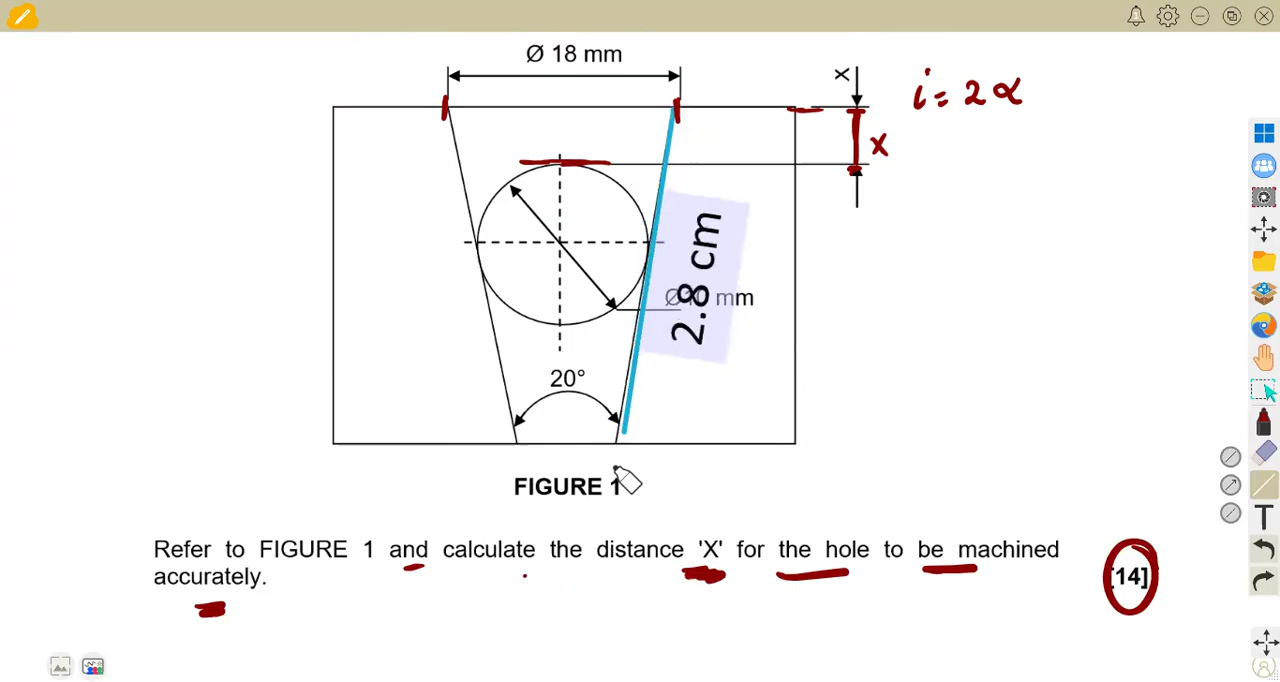 Ø 18 mm
x
i = 2α
x
2.8 cm
mm
20°
FIGURE 1
Refer to FIGURE 1 and calculate the distance 'X' for the hole to be machined
accurately.
[14]
T